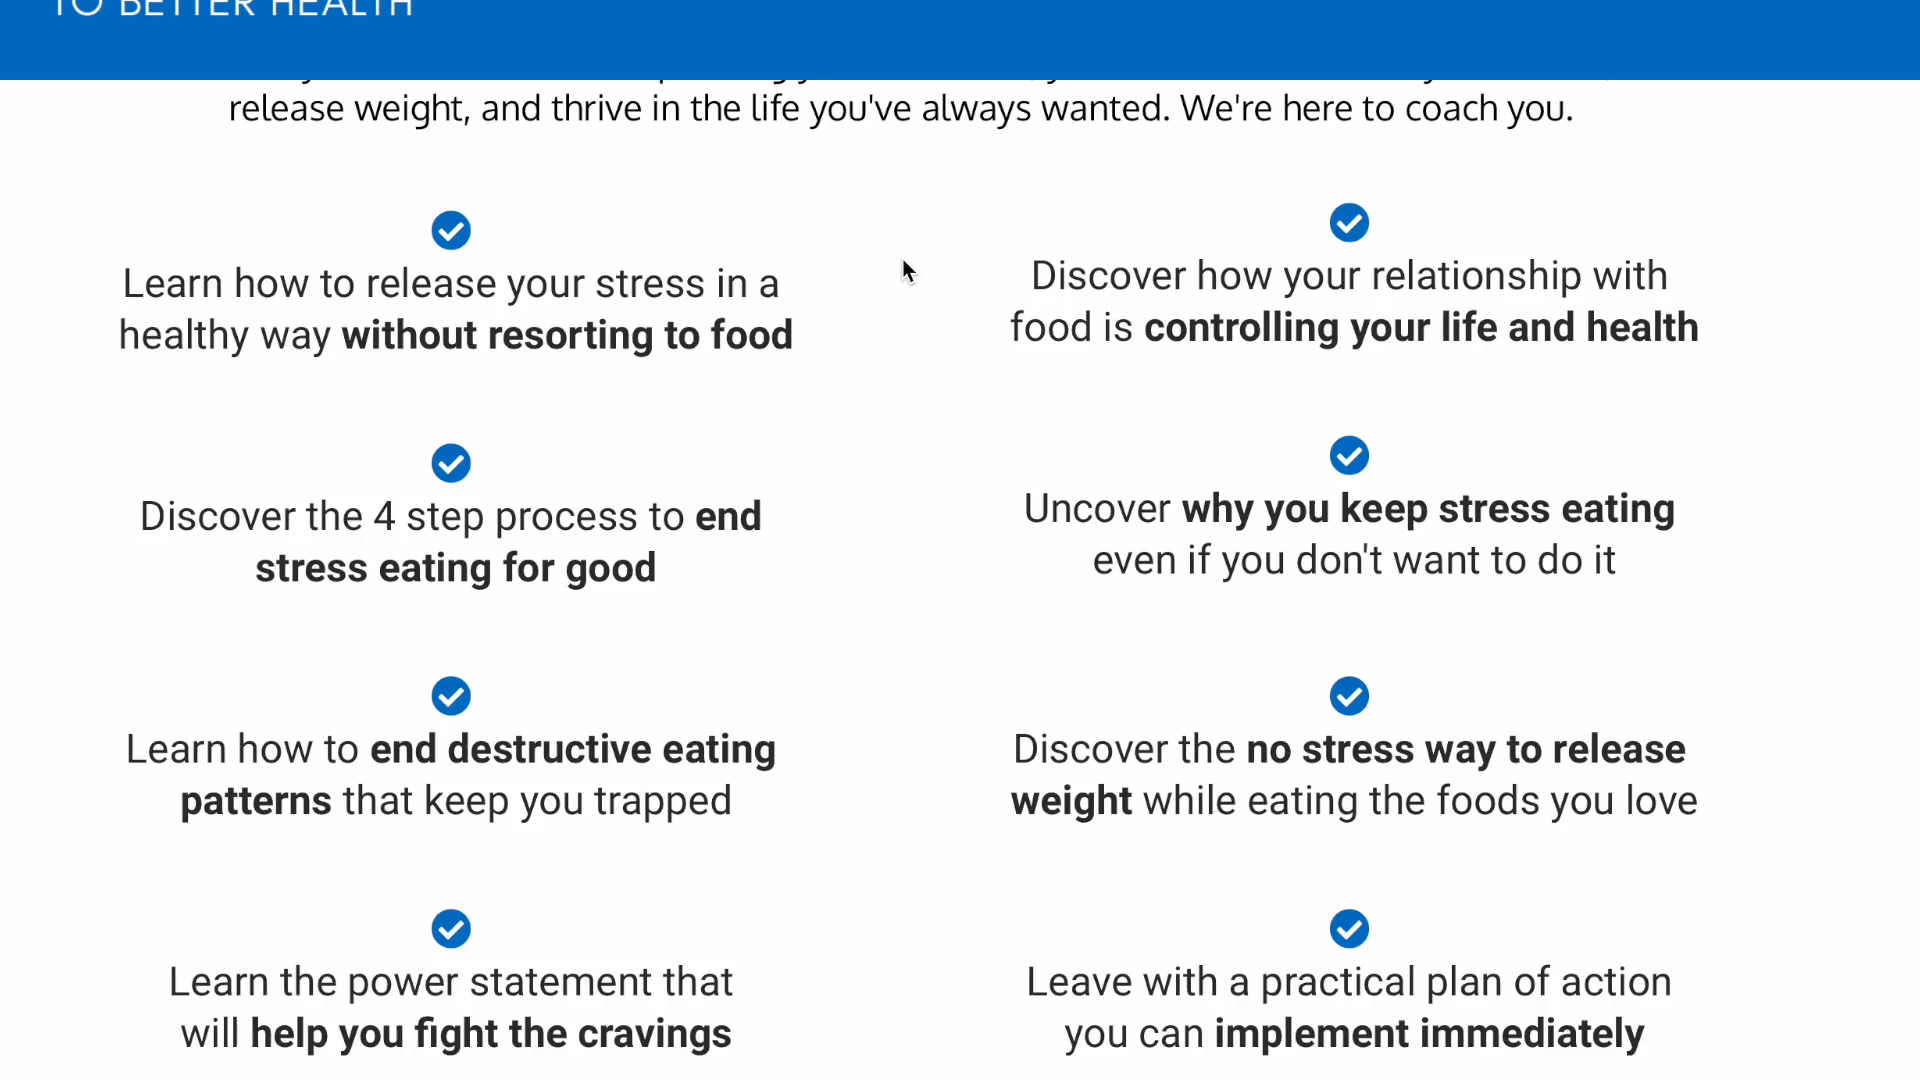 TO BETTER HEALTH
release weight, and thrive in the life you've always wanted. We're here to coach you.
Learn how to release your stress in a
healthy way without resorting to food
Discover how your relationship with
food is controlling your life and health
Discover the 4 step process to end
stress eating for good
Uncover why you keep stress eating
even if you don't want to do it
Learn how to end destructive eating
patterns that keep you trapped
Discover the no stress way to release
weight while eating the foods you love
Learn the power statement that
will help you fight the cravings
Leave with a practical plan of action
you can implement immediately